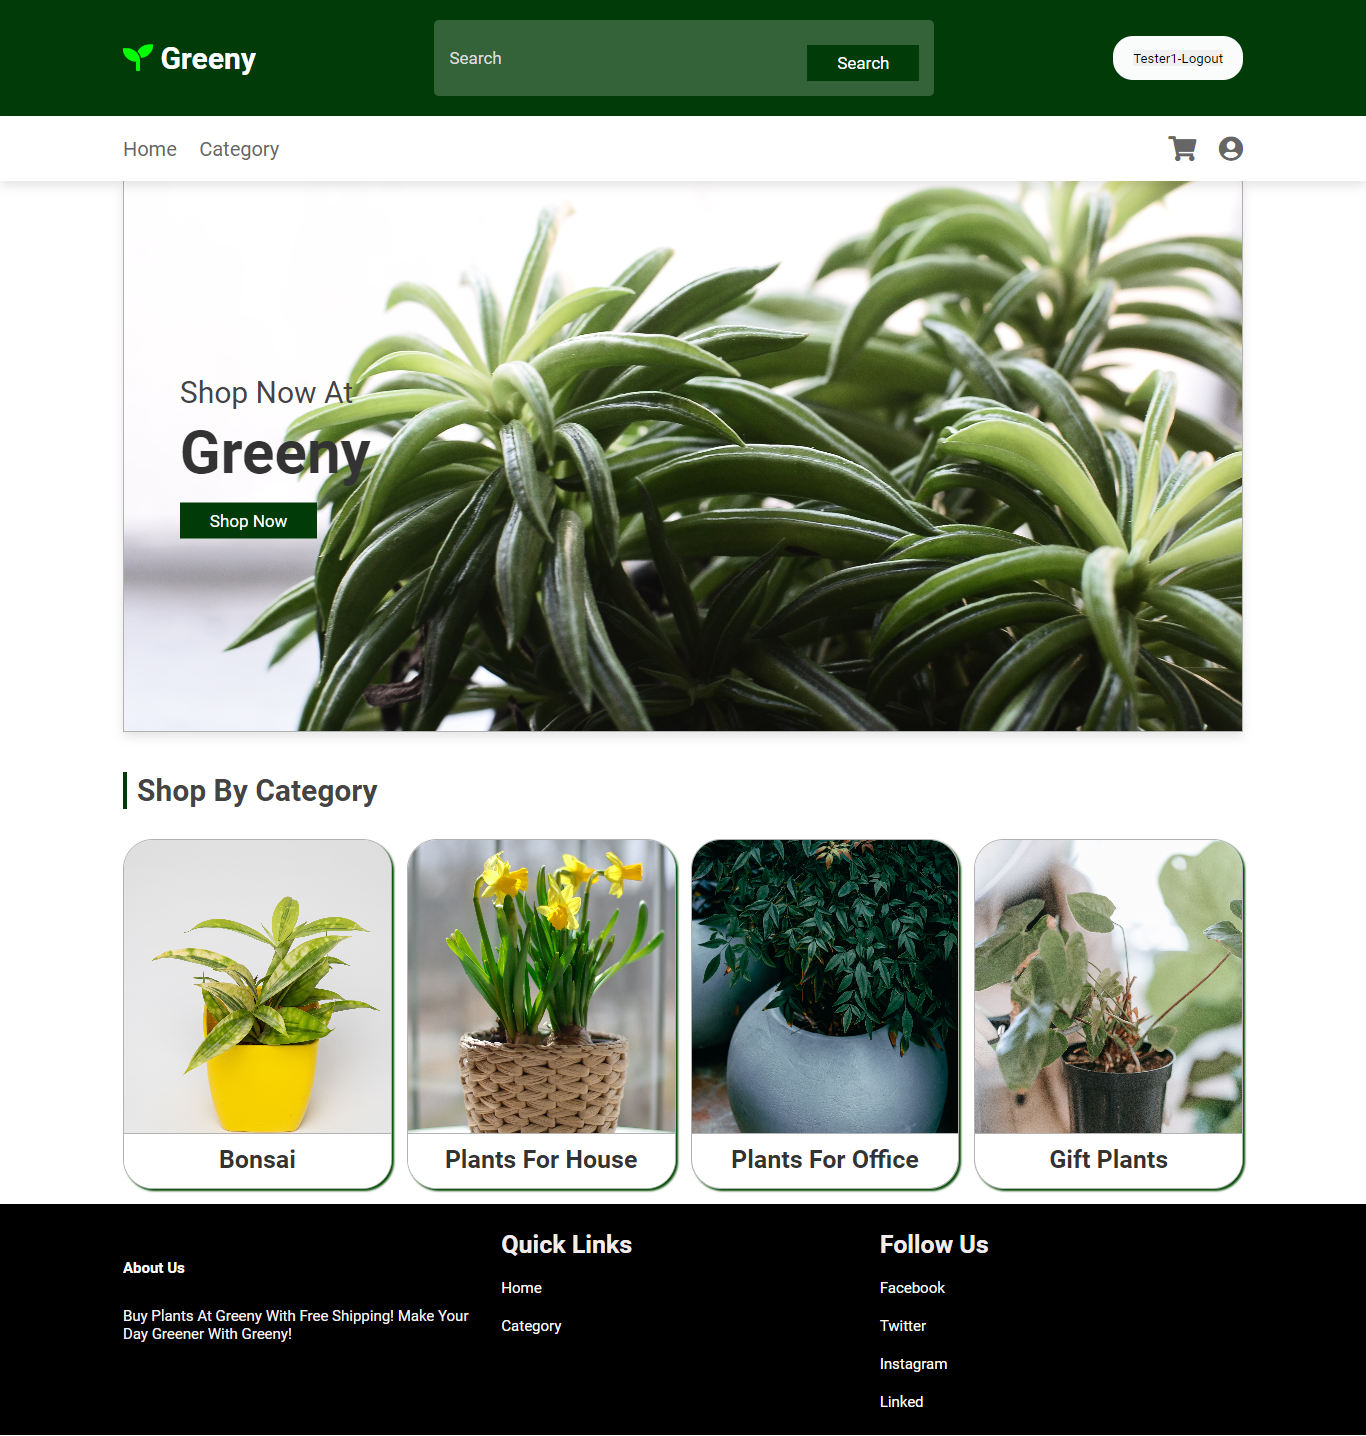 Greeny
Search
Search
Tester1-Logout
Home
Category
Shop Now At
Greeny
Shop Now
Shop By Category
Bonsai
Plants For House
Plants For Office
Gift Plants
About Us
Buy Plants At Greeny With Free Shipping! Make Your
Day Greener With Greeny!
Quick Links
Home
Category
Follow Us
Facebook
Twitter
Instagram
Linked